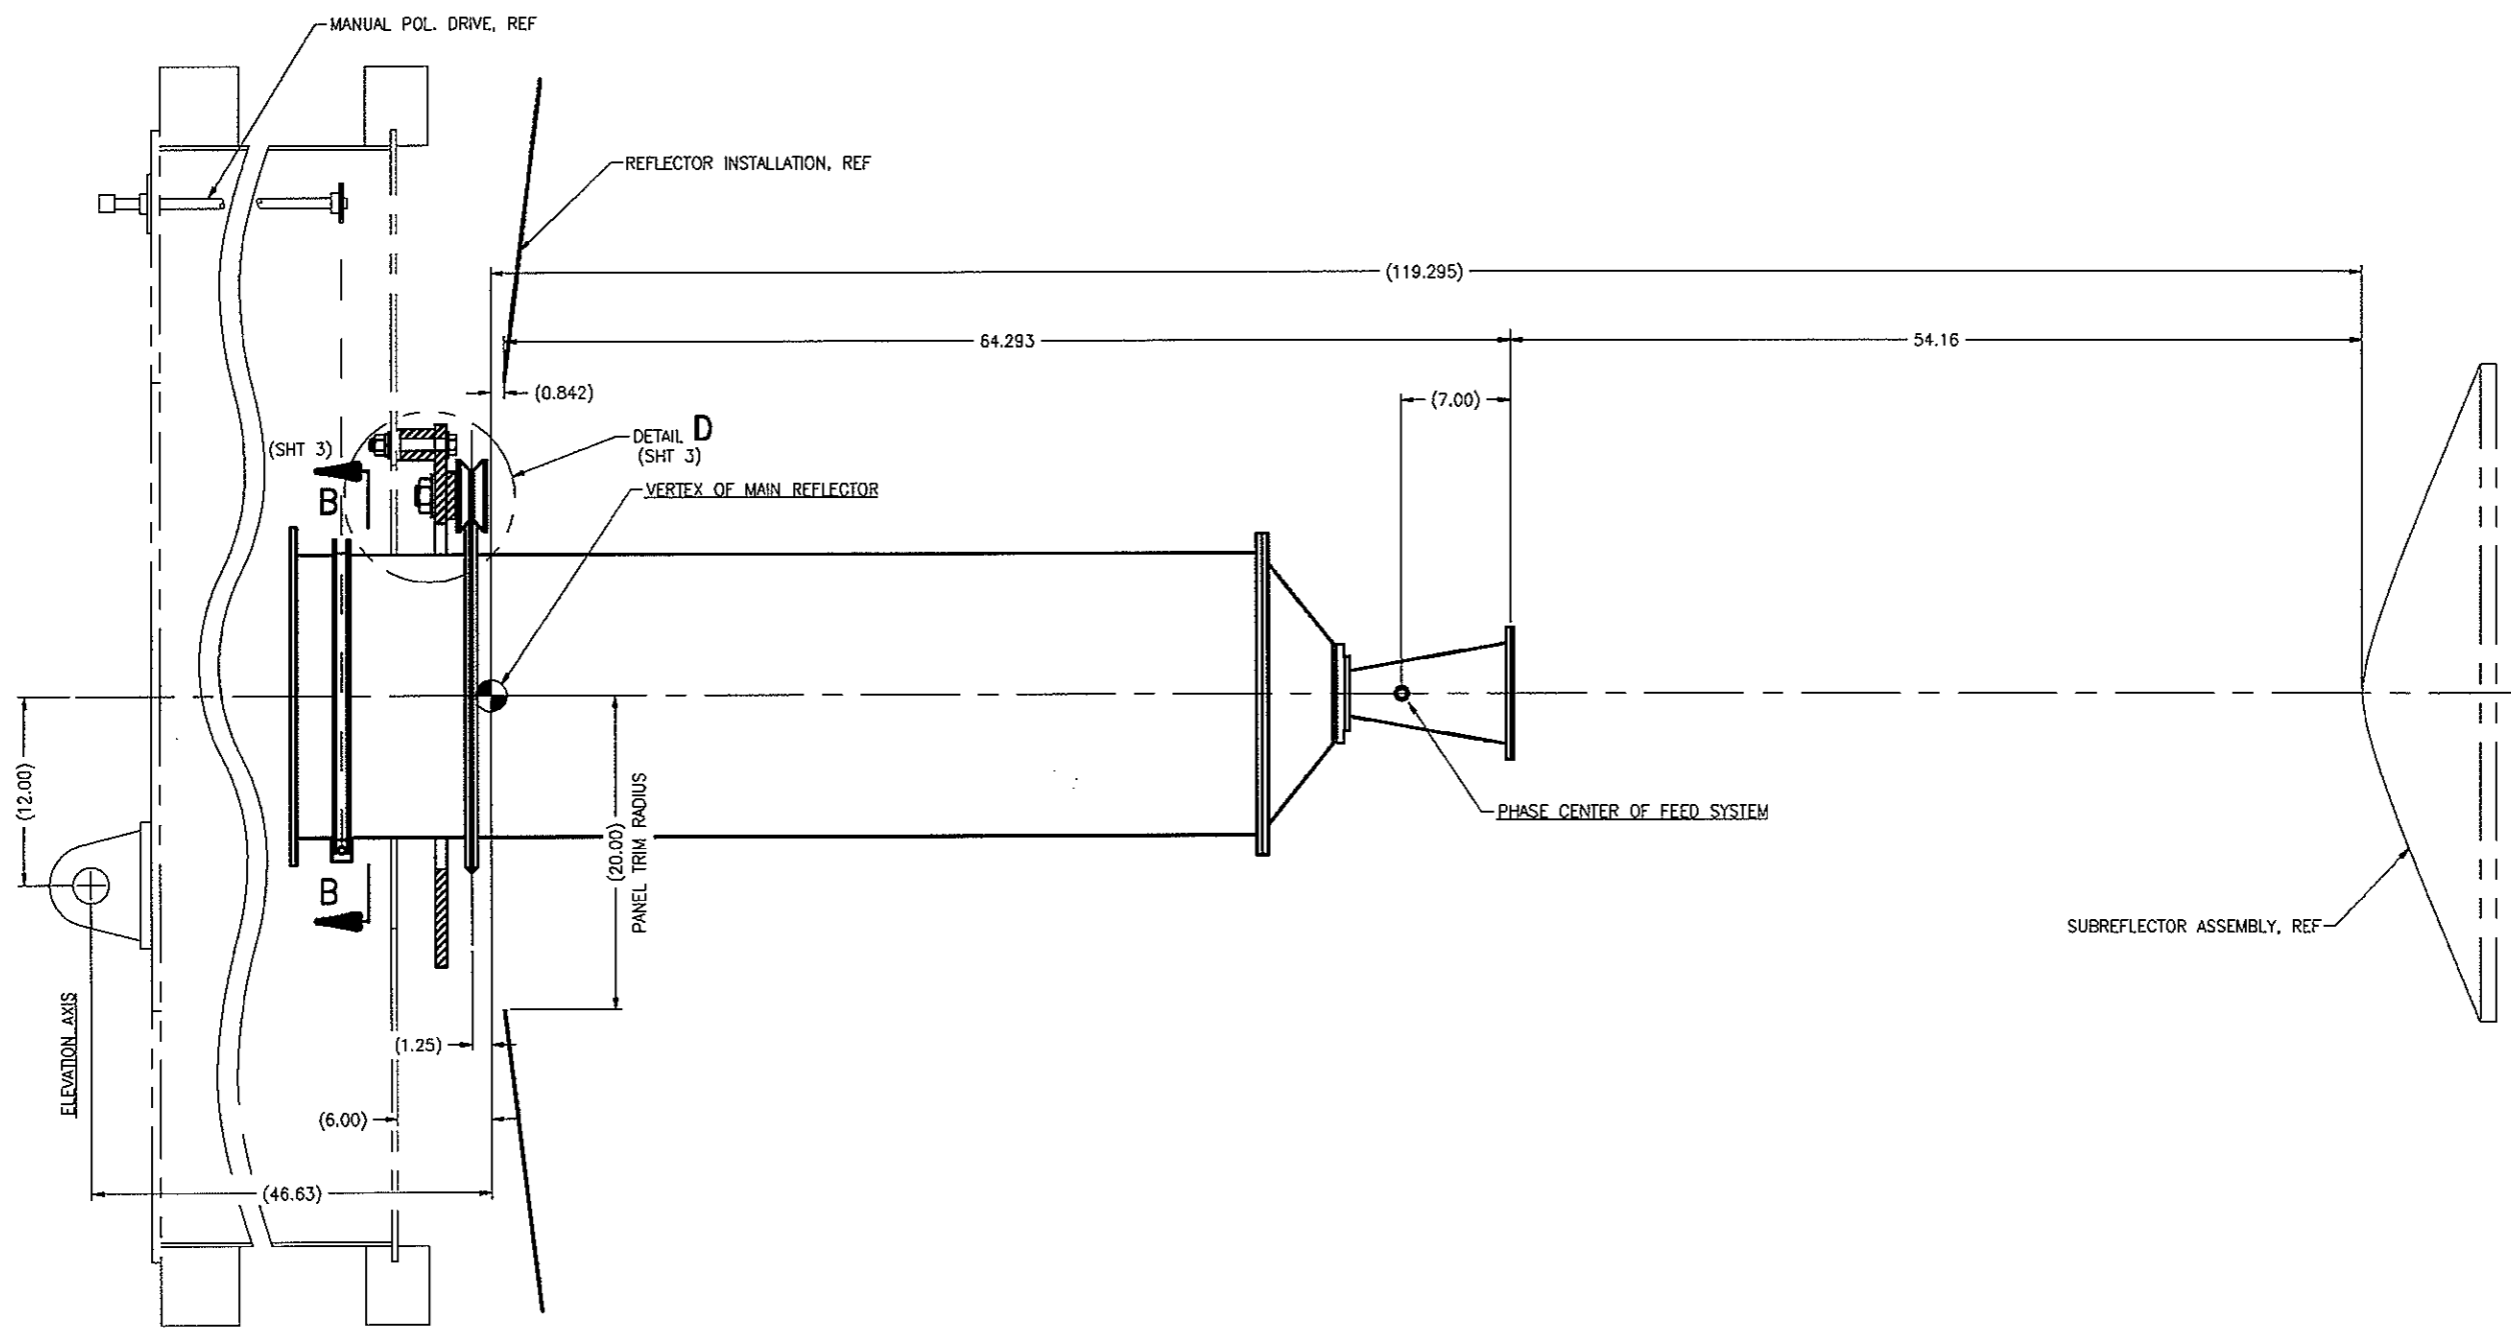 MANUAL POL. DRIVE, REF
REFLECTOR INSTALLATION, REF
(119.295)
64.293
54.16
(0.842)
(7.00)
DETAIL D
(SHT 3)
(SHT 3)
B
VERTEX OF MAIN REFLECTOR
(12.00)
PHASE CENTER OF FEED SYSTEM
(20.00)
PANEL TRIM RADIUS
B
SUBREFLECTOR ASSEMBLY, REF
ELEVATION AXIS
(1.25)
(6.00)
(46.63)